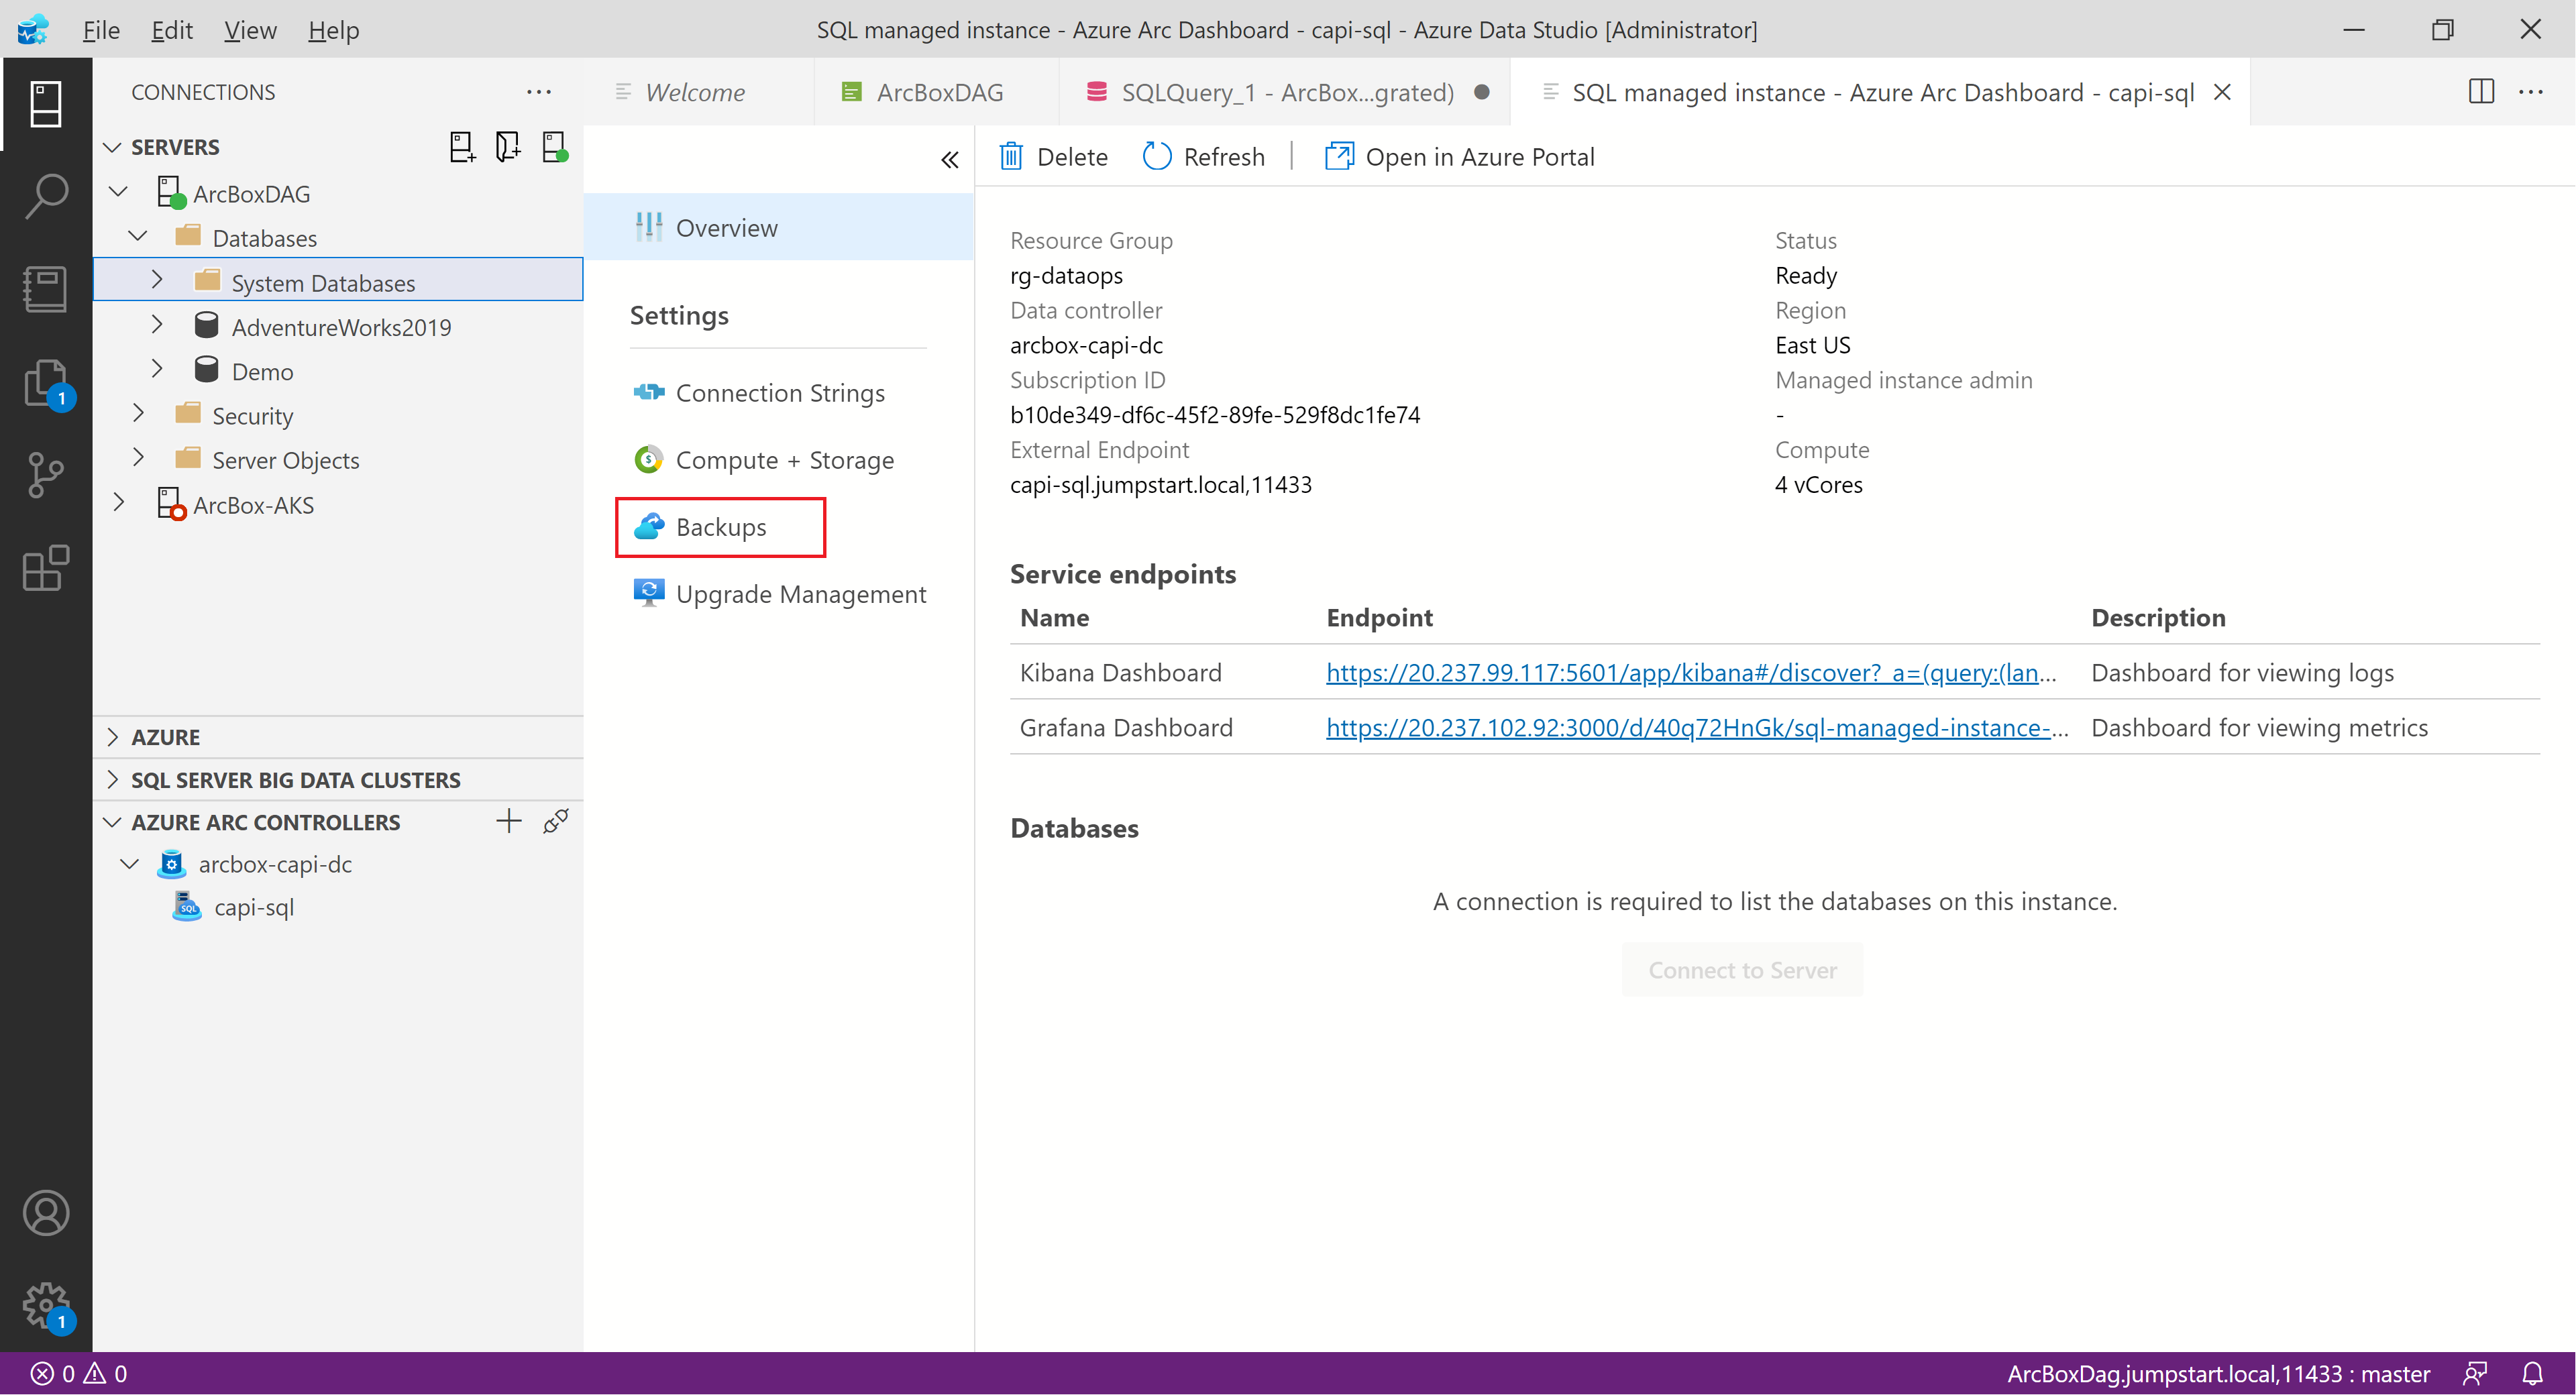 File Edit View Help
SQL managed instance - Azure Arc Dashboard - capi-sql - Azure Data Studio [Administrator]
CONNECTIONS
Welcome
ArcBoxDAG
SQLQuery_1 - ArcBox...grated)
SQL managed instance - Azure Arc Dashboard - capi-sql
SERVERS
ArcBoxDAG
Databases
System Databases
AdventureWorks2019
Demo
Security
Server Objects
ArcBox-AKS
AZURE
SQL SERVER BIG DATA CLUSTERS
AZURE ARC CONTROLLERS
arcbox-capi-dc
capi-sql
1
1
Overview
Settings
Connection Strings
Compute + Storage
Backups
Upgrade Management
Delete Refresh | Open in Azure Portal
Resource Group
rg-dataops
Data controller
arcbox-capi-dc
Subscription ID
b10de349-df6c-45f2-89fe-529f8dc1fe74
External Endpoint
capi-sql.jumpstart.local,11433
Status
Ready
Region
East US
Managed instance admin
-
Compute
4 vCores
Service endpoints
Name Endpoint Description
Kibana Dashboard https://20.237.99.117:5601/app/kibana#/discover?_a=(query:(lan... Dashboard for viewing logs
Grafana Dashboard https://20.237.102.92:3000/d/40q72HnGk/sql-managed-instance-... Dashboard for viewing metrics
Databases
A connection is required to list the databases on this instance.
Connect to Server
0 0
ArcBoxDag.jumpstart.local,11433 : master